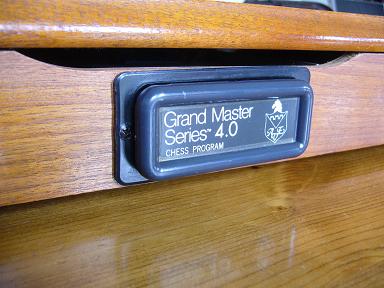 Grand Master
Series™ 4.0
CHESS PROGRAM